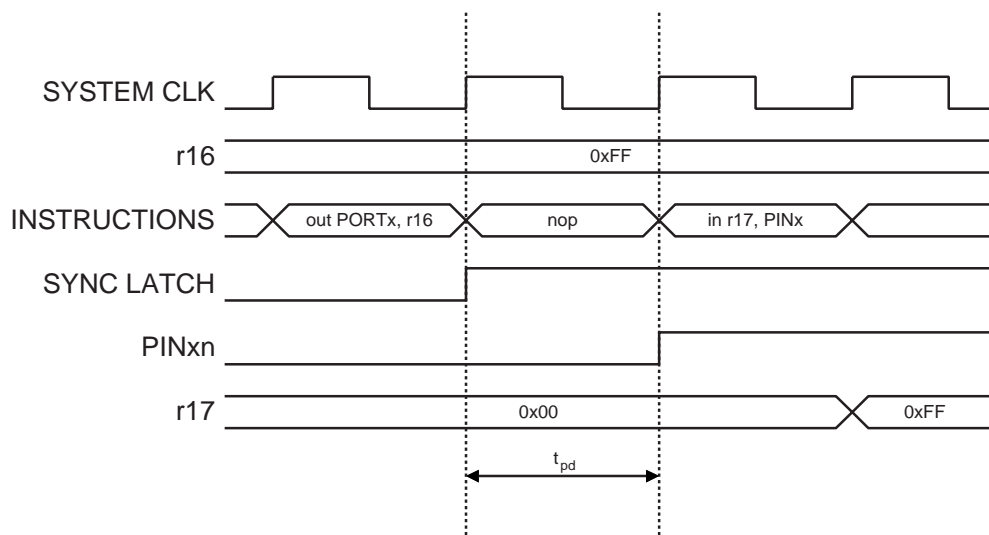 SYSTEM CLK
r16
0xFF
INSTRUCTIONS
out PORTx, r16
nop
in r17, PINx
SYNC LATCH
PINxn
r17
0x00
0xFF
tpd